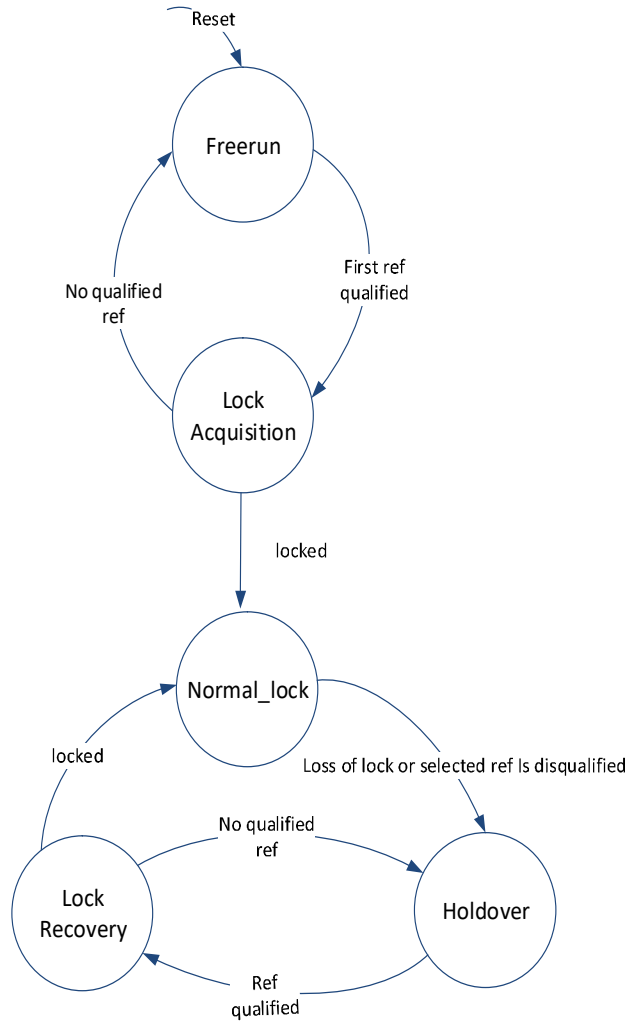 Reset
Freerun
First ref
qualified
No qualified
ref
Lock
Acquisition
locked
Normal_lock
locked
Loss of lock or selected ref Is disqualified
No qualified
ref
Lock
Recovery
Holdover
Ref
qualified